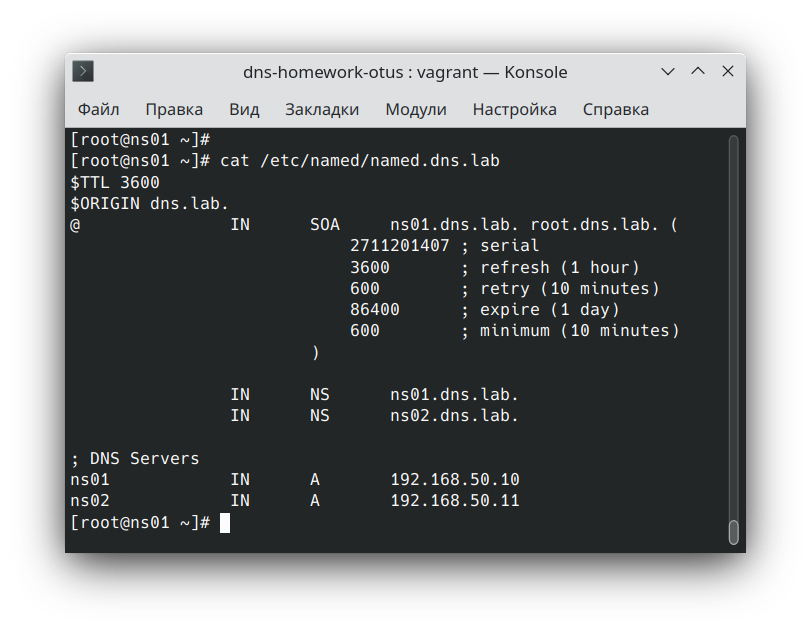 dns-homework-otus : vagrant — Konsole
Файл Правка Вид Закладки Модули Настройка Справка
[root@ns01 ~]#
[root@ns01 ~]# cat /etc/named/named.dns.lab
$TTL 3600
$ORIGIN dns.lab.
@ IN SOA ns01.dns.lab. root.dns.lab. (
2711201407 ; serial
3600 ; refresh (1 hour)
600 ; retry (10 minutes)
86400 ; expire (1 day)
600 ; minimum (10 minutes)
)
IN NS ns01.dns.lab.
IN NS ns02.dns.lab.
; DNS Servers
ns01 IN A 192.168.50.10
ns02 IN A 192.168.50.11
[root@ns01 ~]#